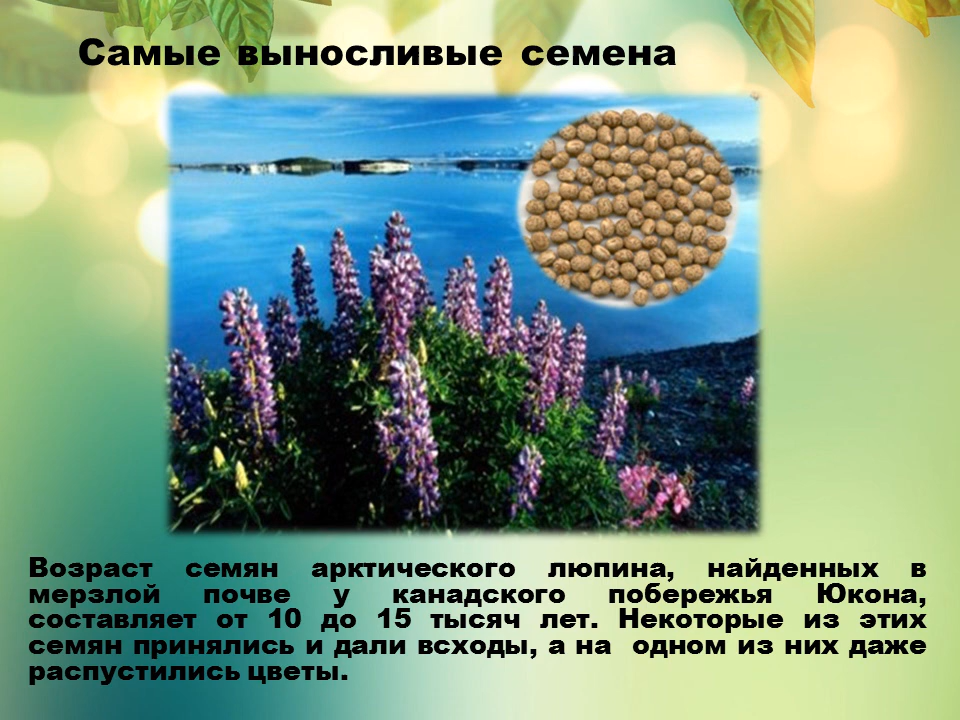 Самые выносливые семена
Возраст семян арктического люпина, найденных в
мерзлой почве у канадского побережья Юкона,
составляет от 10 до 15 тысяч лет. Некоторые из этих
семян принялись и дали всходы, а на  одном из них даже
распустились цветы.